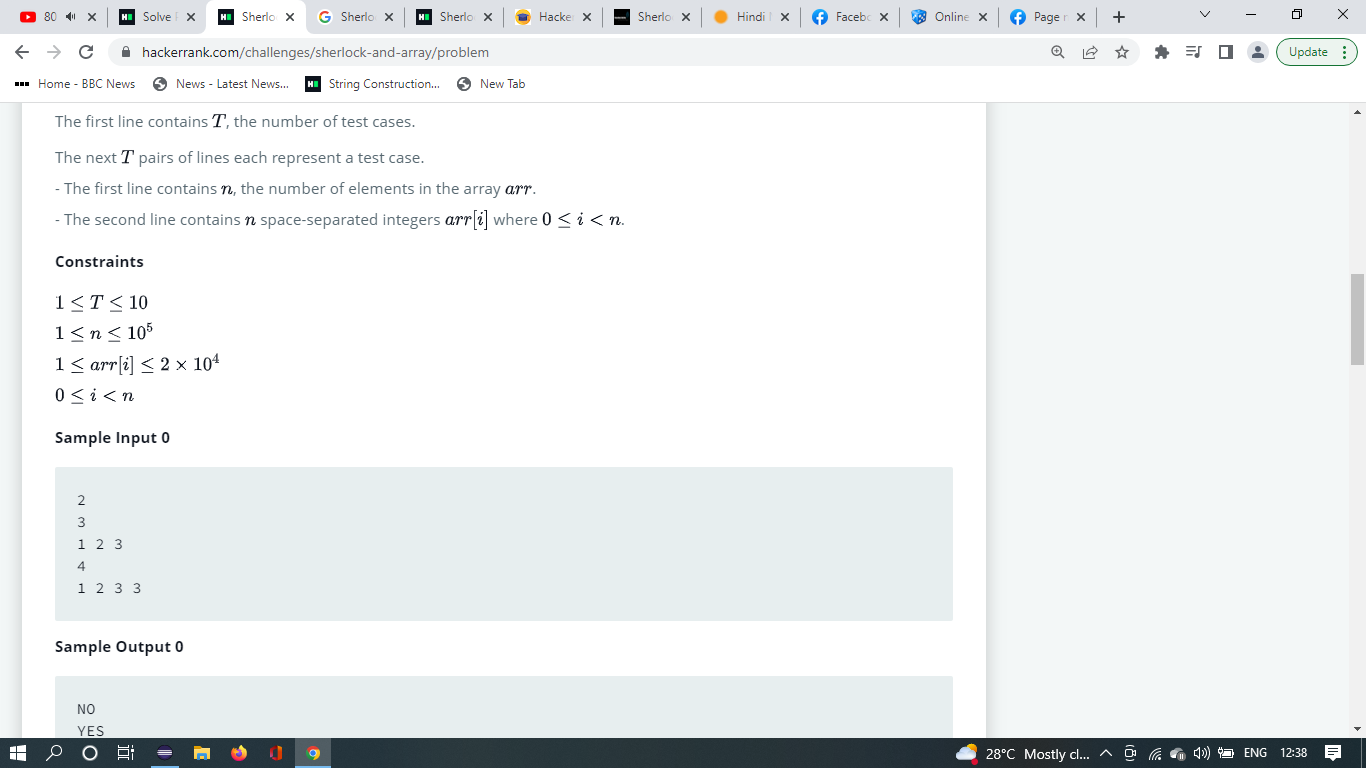 80
Solve
Sherlo
Sherlo
Sherlo
Hacke
Sherlo
Hindi
Faceb
Online
Page r
hackerrank.com/challenges/sherlock-and-array/problem
Update
Home - BBC News
News - Latest News...
String Construction...
New Tab
The first line contains T, the number of test cases.
The next T pairs of lines each represent a test case.
- The first line contains n, the number of elements in the array arr.
- The second line contains n space-separated integers arr[i] where 0 ≤ i < n.
Constraints
1 ≤ T ≤ 10
1 ≤ n ≤ 10⁵
1 ≤ arr[i] ≤ 2 × 10⁴
0 ≤ i < n
Sample Input 0
2
3
1 2 3
4
1 2 3 3
Sample Output 0
NO
YES
28°C Mostly cl...
ENG
12:38